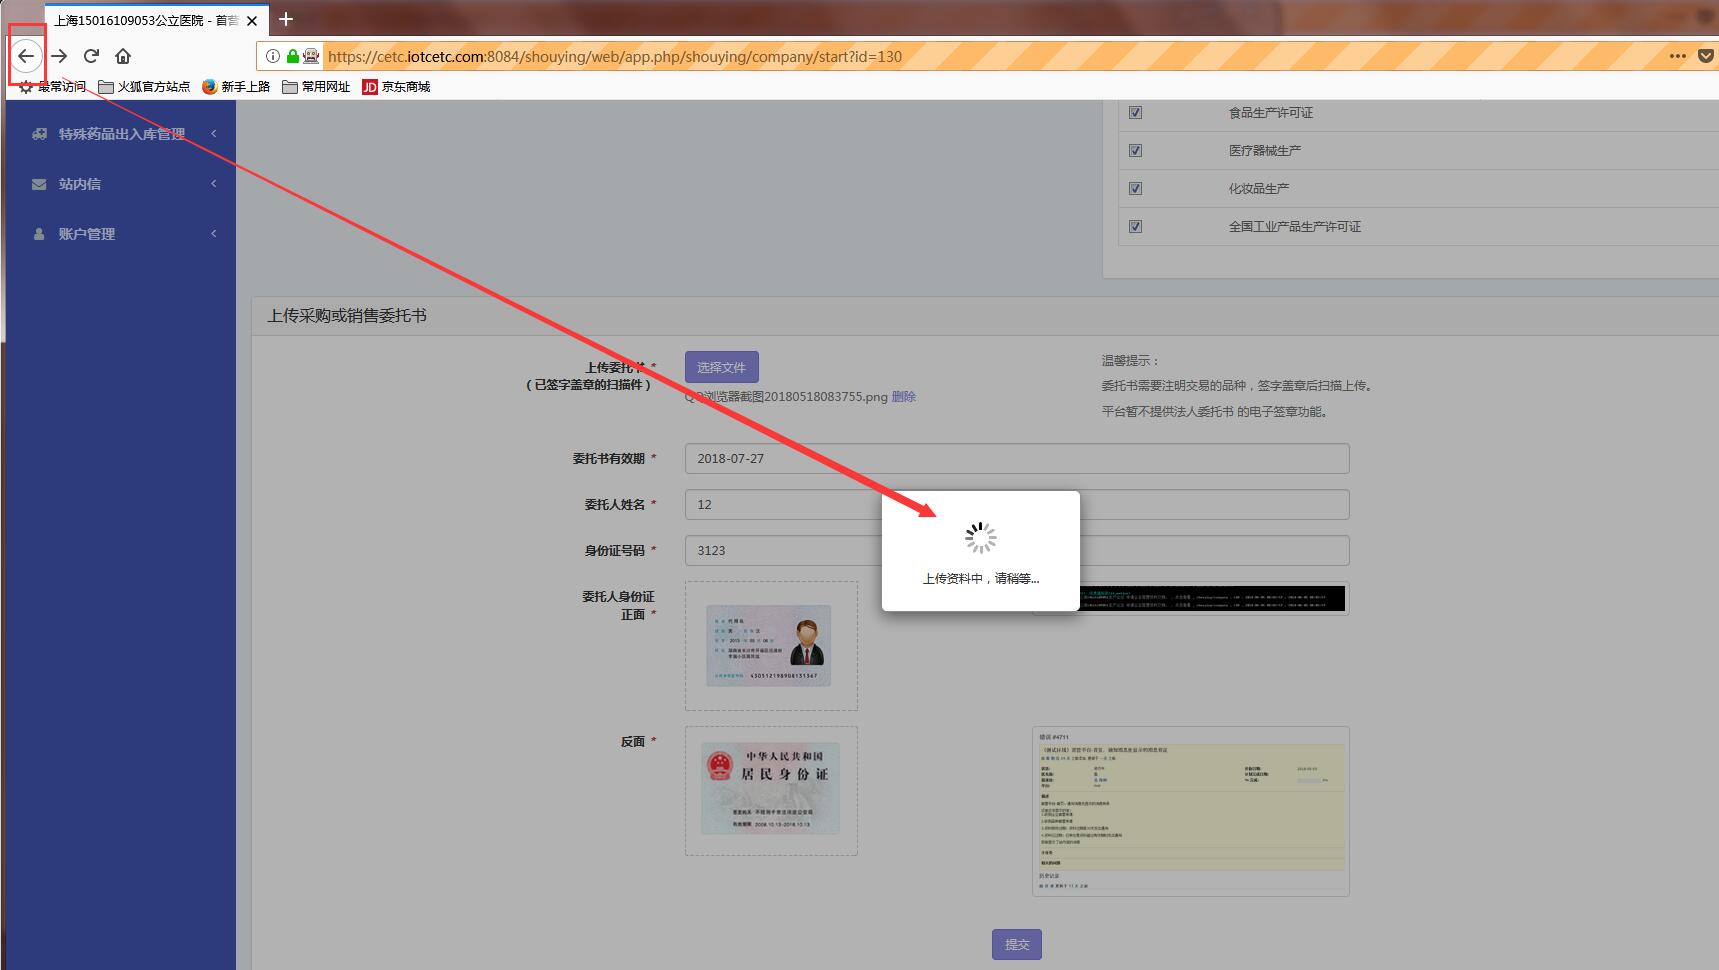 上海15016109053公立医院 - 首营
https://cetc.iotcetc.com:8084/shouying/web/app.php/shouying/company/start?id=130
最常访问
火狐官方站点
新手上路
常用网址
JD 京东商城
特殊药品出入库管理
站内信
账户管理
食品生产许可证
医疗器械生产
化妆品生产
全国工业产品生产许可证
上传采购或销售委托书
上传委托书 *
(已签字盖章的扫描件)
选择文件
QQ浏览器截图20180518083755.png 删除
温馨提示：
委托书需要注明交易的品种，签字盖章后扫描上传。
平台暂不提供法人委托书 的电子签章功能。
委托书有效期 *
2018-07-27
委托人姓名 *
12
身份证号码 *
3123
上传资料中，请稍等...
委托人身份证
正面 *
430512198908131367
反面 *
中华人民共和国
居民身份证
2008.10.13-2018.10.13
错误 #4711
历史记录
提交